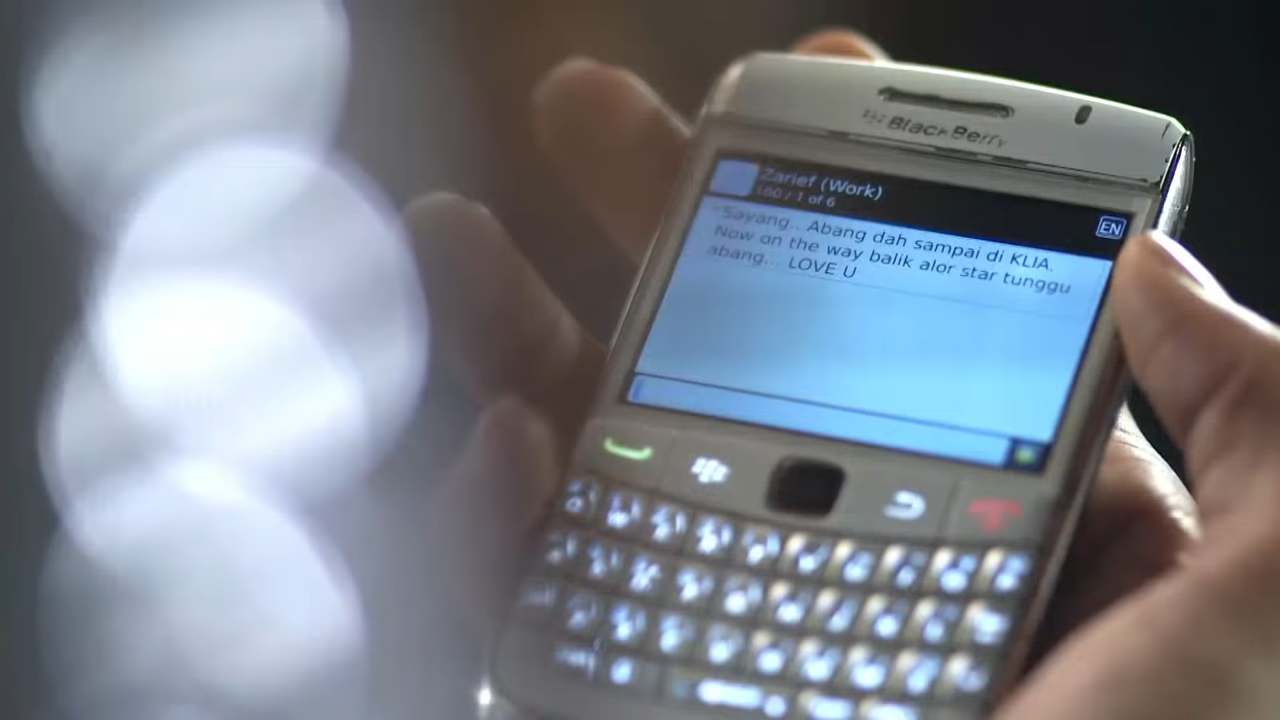 BlackBerry
Zarief (Work)
160 / 1 of 6
EN
"Sayang.. Abang dah sampai di KLIA.
Now on the way balik alor star tunggu
abang... LOVE U